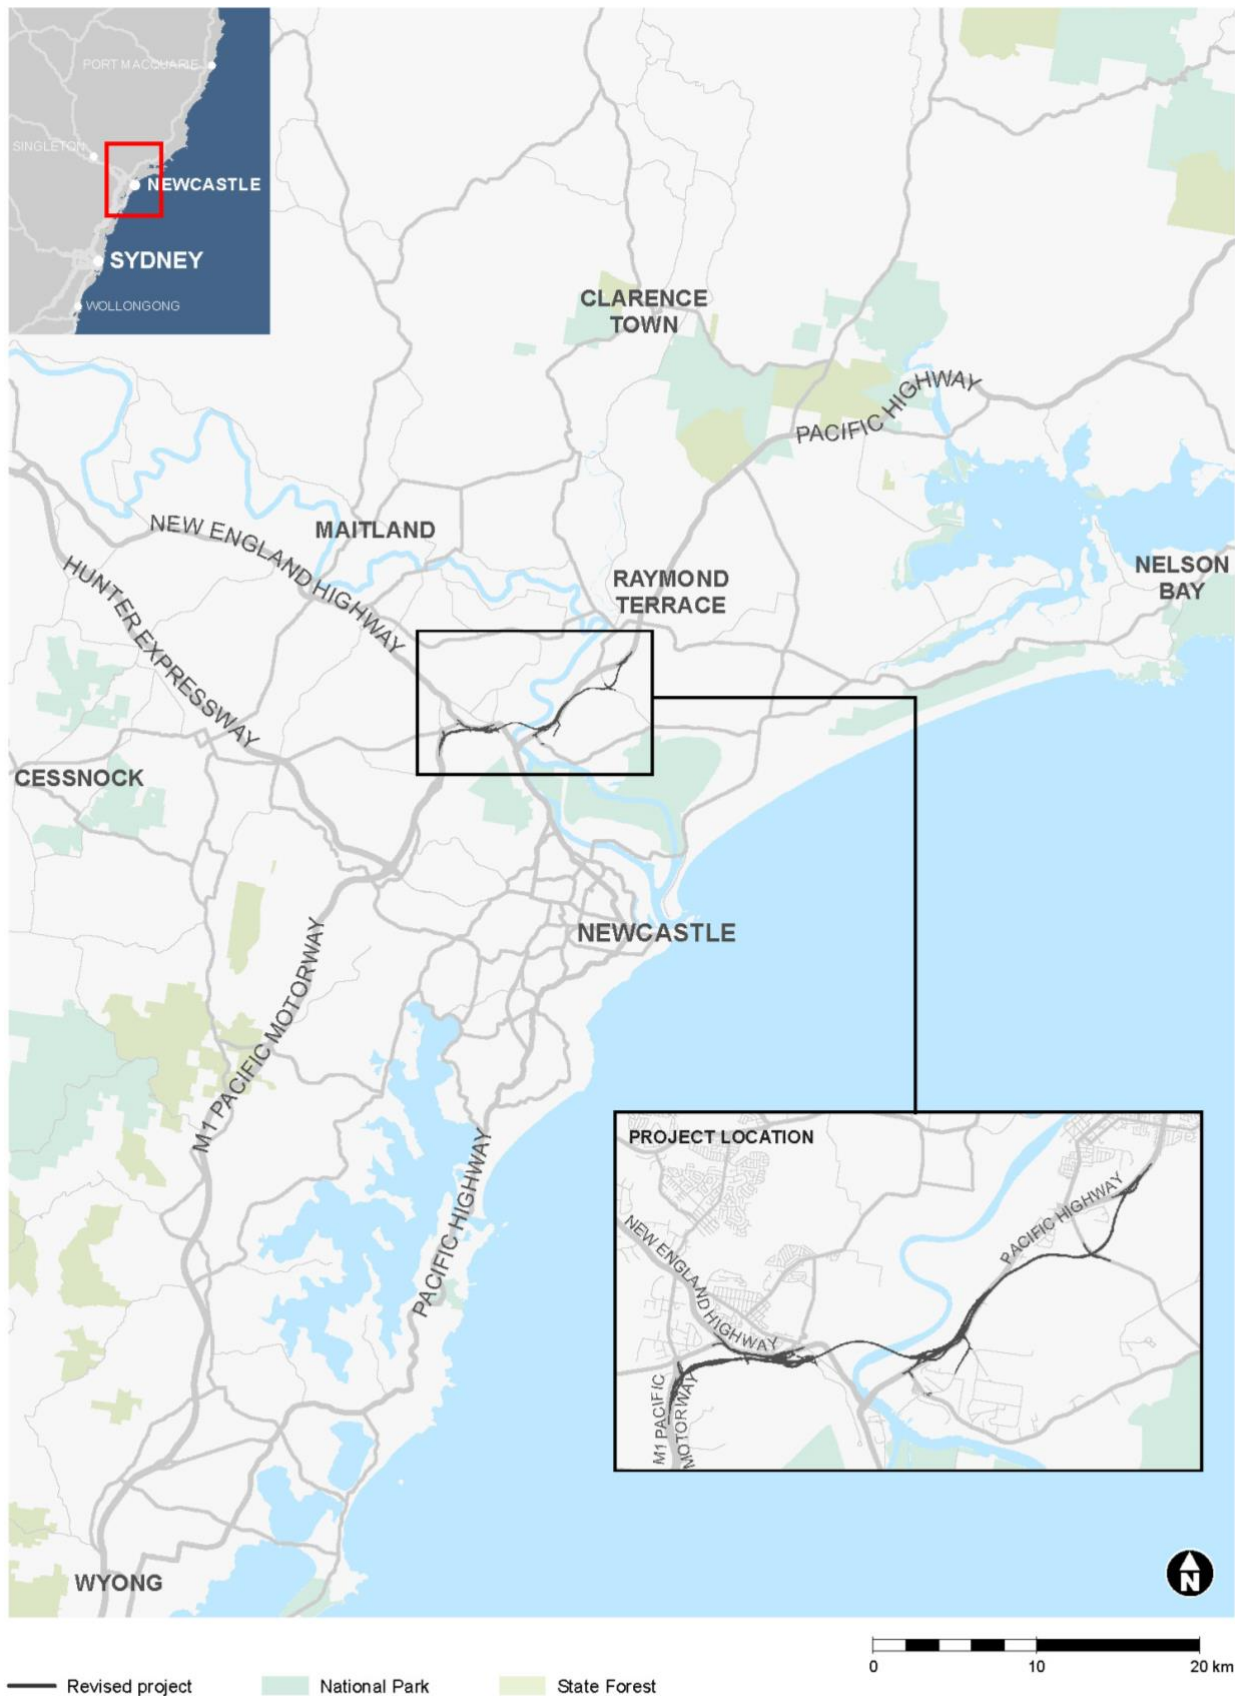 PORT MACQUARIE
SINGLETON
NEWCASTLE
SYDNEY
WOLLONGONG
CLARENCE
TOWN
PACIFIC HIGHWAY
NEW ENGLAND HIGHWAY
MAITLAND
HUNTER EXPRESSWAY
RAYMOND
TERRACE
NELSON
BAY
CESSNOCK
NEWCASTLE
M1 PACIFIC MOTORWAY
PACIFIC HIGHWAY
PROJECT LOCATION
PACIFIC HIGHWAY
NEW ENGLAND HIGHWAY
M1 PACIFIC
MOTORWAY
WYONG
N
0 10 20 km
Revised project National Park State Forest